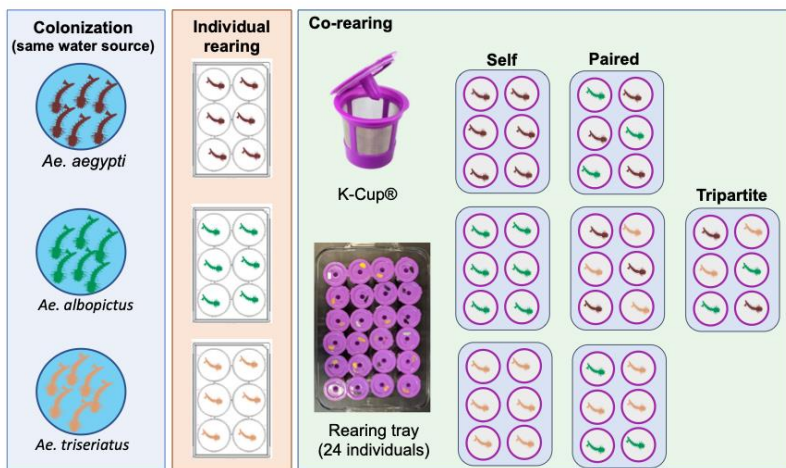 Colonization
(same water source)
Ae. aegypti
Ae. albopictus
Ae. triseriatus
Individual
rearing
Co-rearing
K-Cup®
Rearing tray
(24 individuals)
Self
Paired
Tripartite